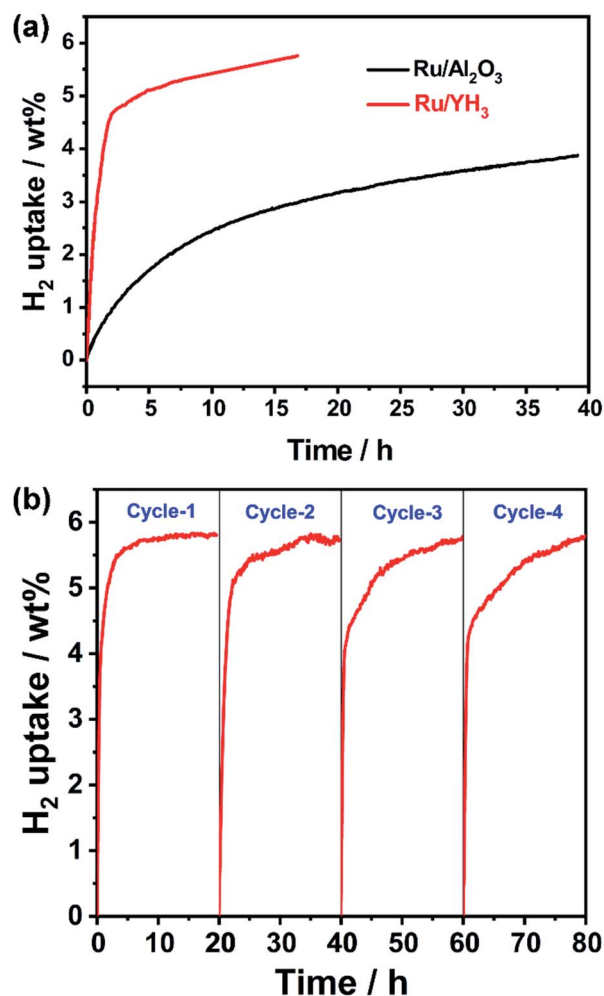 (a)
H₂ uptake / wt%
6
5
4
3
2
1
0
Ru/Al₂O₃
Ru/YH₃
0 5 10 15 20 25 30 35 40
Time / h
(b)
H₂ uptake / wt%
6
5
4
3
2
1
0
Cycle-1 Cycle-2 Cycle-3 Cycle-4
0 10 20 30 40 50 60 70 80
Time / h